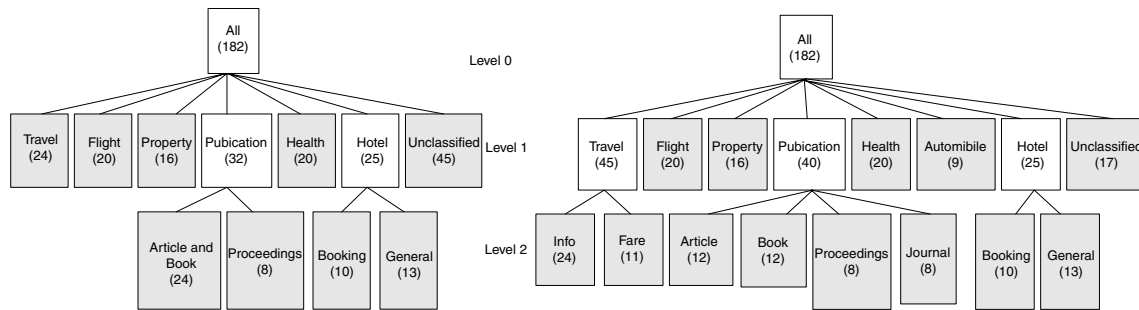 All
(182)
All
(182)
Level 0
Travel
(24)
Flight
(20)
Property
(16)
Pubication
(32)
Health
(20)
Hotel
(25)
Unclassified
(45)
Level 1
Travel
(45)
Flight
(20)
Property
(16)
Pubication
(40)
Health
(20)
Automibile
(9)
Hotel
(25)
Unclassified
(17)
Article and
Book
(24)
Proceedings
(8)
Booking
(10)
General
(13)
Level 2
Info
(24)
Fare
(11)
Article
(12)
Book
(12)
Proceedings
(8)
Journal
(8)
Booking
(10)
General
(13)